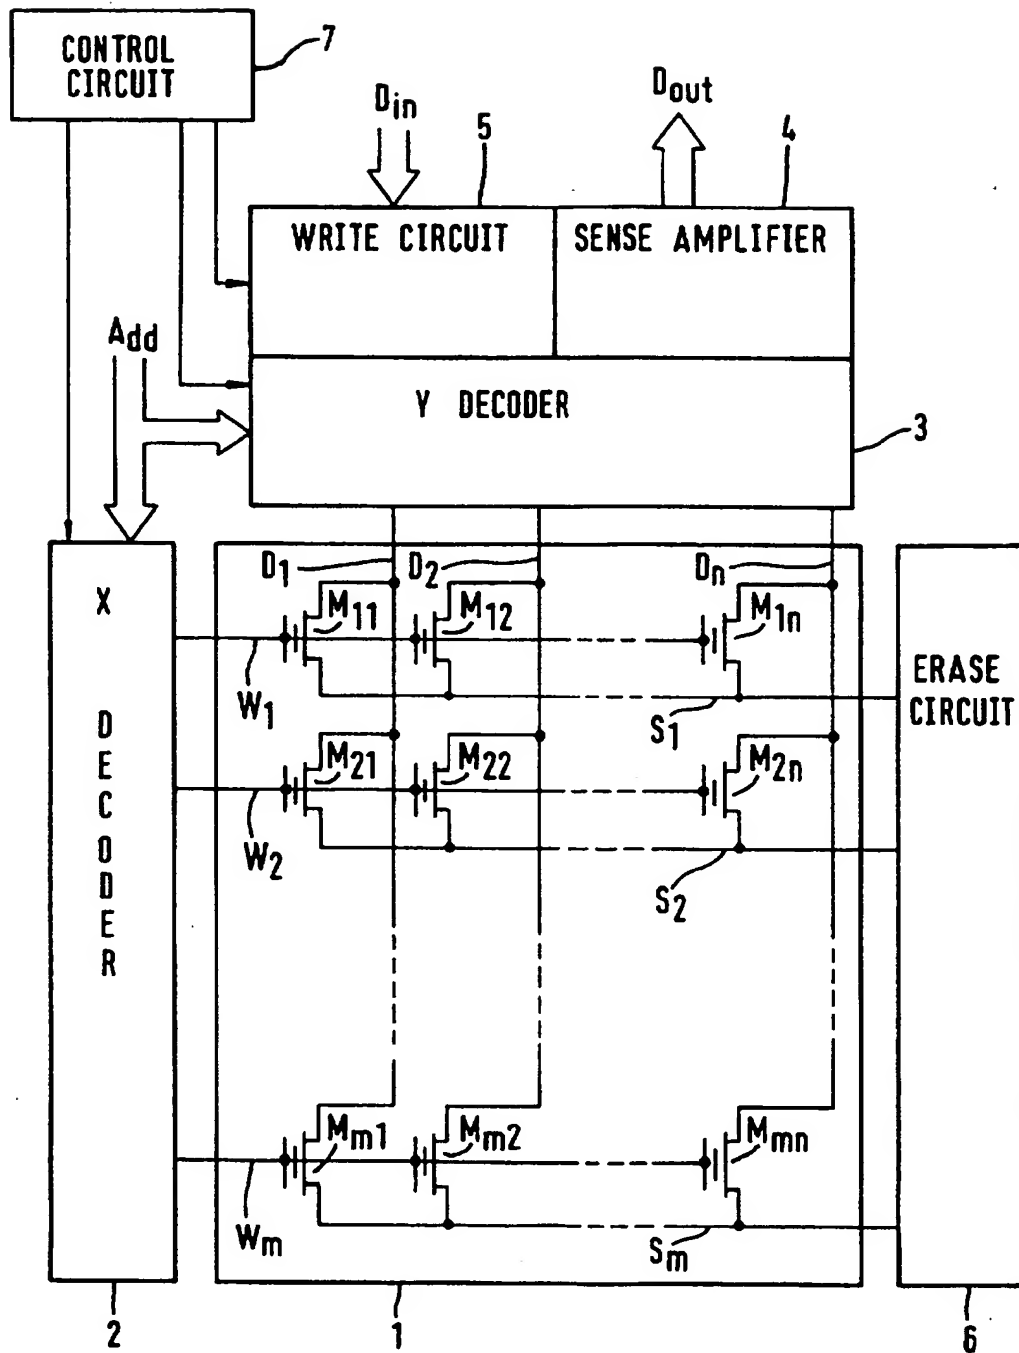 CONTROL
CIRCUIT
7
Din
Dout
5
4
WRITE CIRCUIT
SENSE AMPLIFIER
Add
Y DECODER
3
X DECODER
D1
D2
Dn
M11
M12
M1n
W1
S1
ERASE
CIRCUIT
M21
M22
M2n
W2
S2
Mm1
Mm2
Mmn
Wm
Sm
2
1
6